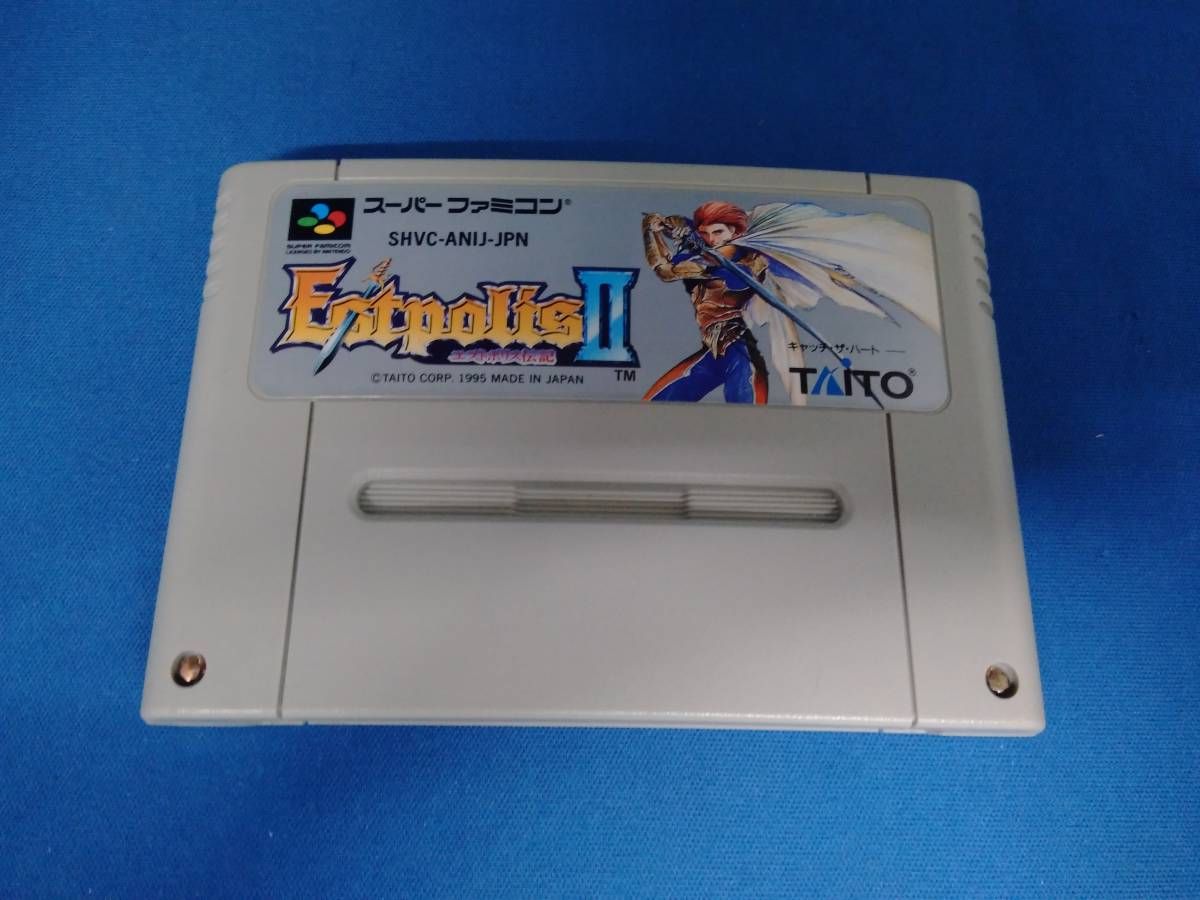 スーパーファミコン®
SUPER FAMICOM
LICENSED BY NINTENDO
SHVC-ANIJ-JPN
Estpolis II
エストポリス伝記
TM
©TAITO CORP. 1995 MADE IN JAPAN
キャッチ・ザ・ハート
TAITO®